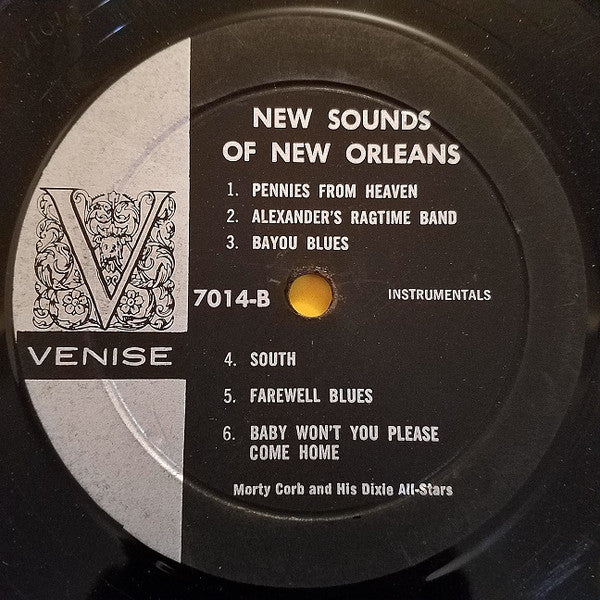 NEW SOUNDS
OF NEW ORLEANS
1. PENNIES FROM HEAVEN
2. ALEXANDER'S RAGTIME BAND
3. BAYOU BLUES
V
7014-B
INSTRUMENTALS
VENISE
4. SOUTH
5. FAREWELL BLUES
6. BABY WON'T YOU PLEASE
COME HOME
Morty Corb and His Dixie All-Stars